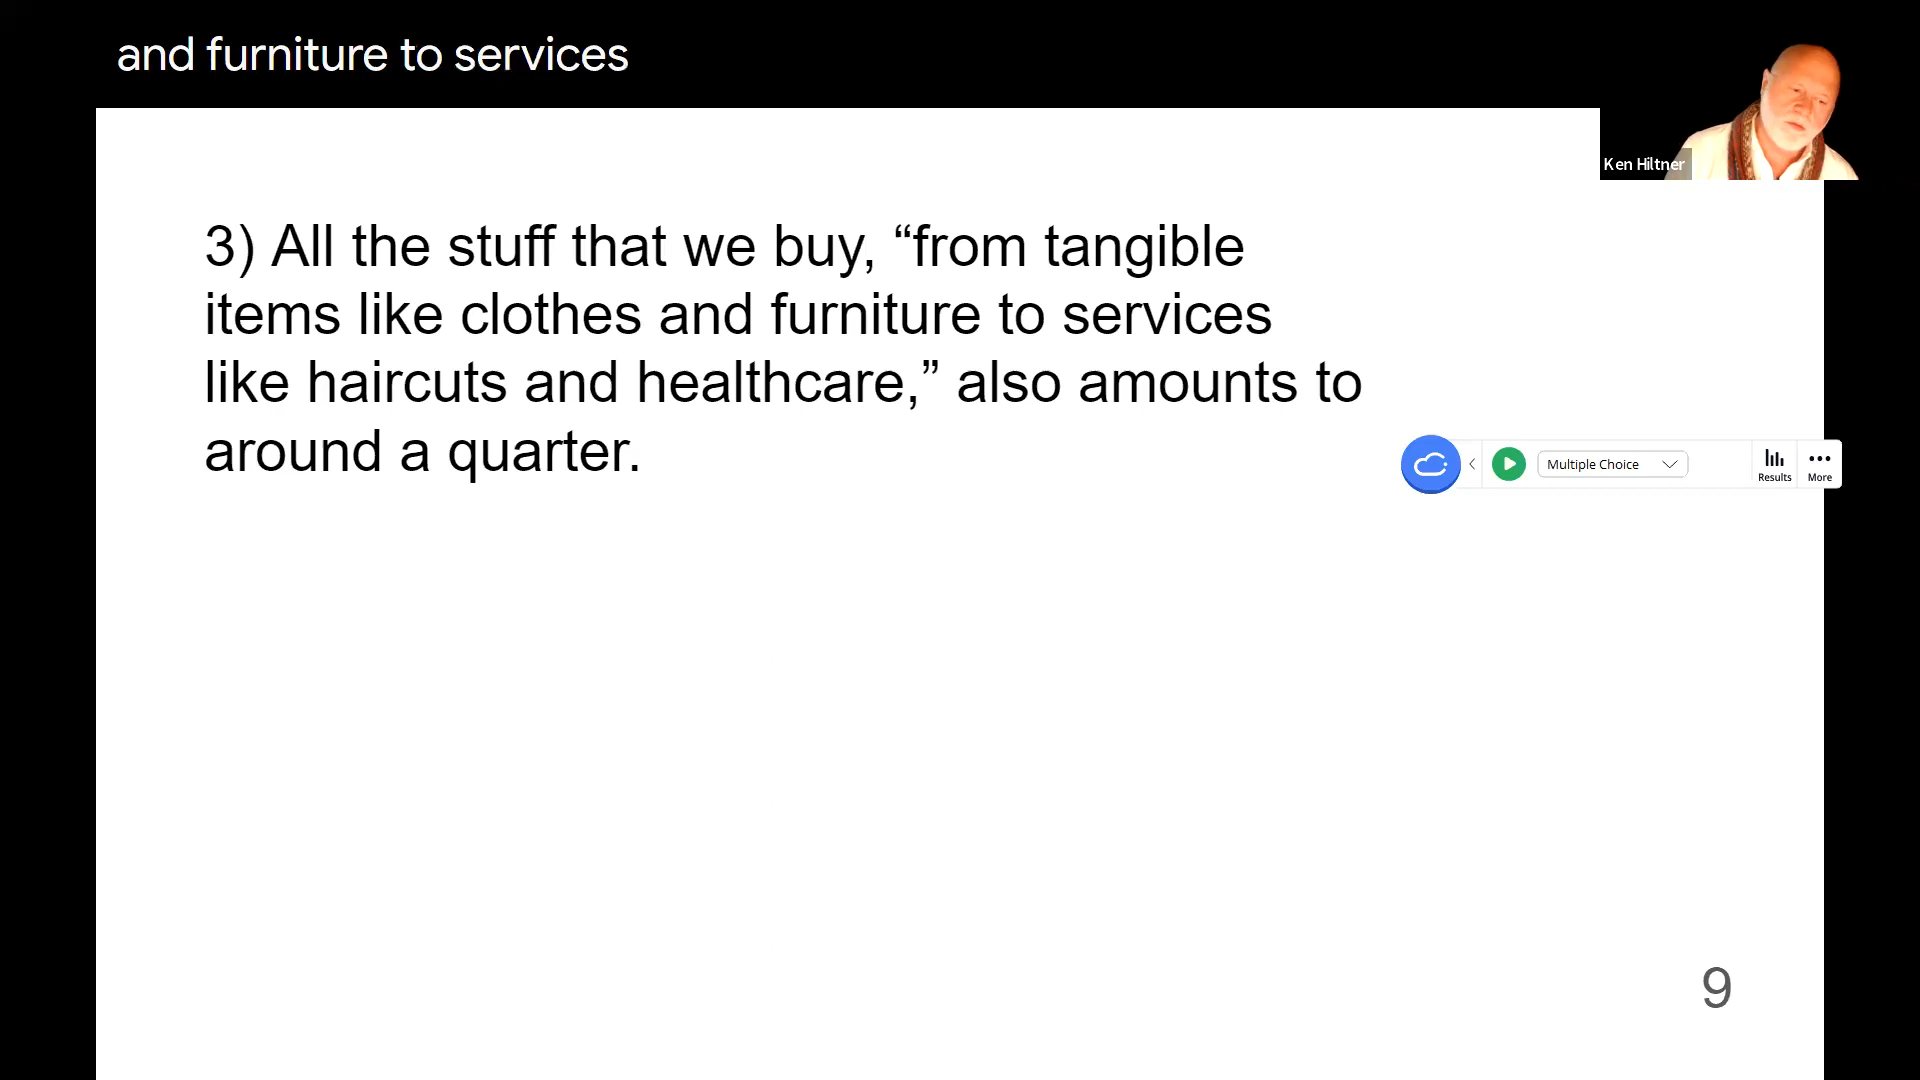 and furniture to services
Ken Hiltner
3) All the stuff that we buy, “from tangible
items like clothes and furniture to services
like haircuts and healthcare,” also amounts to
around a quarter.
Multiple Choice
Results
More
9